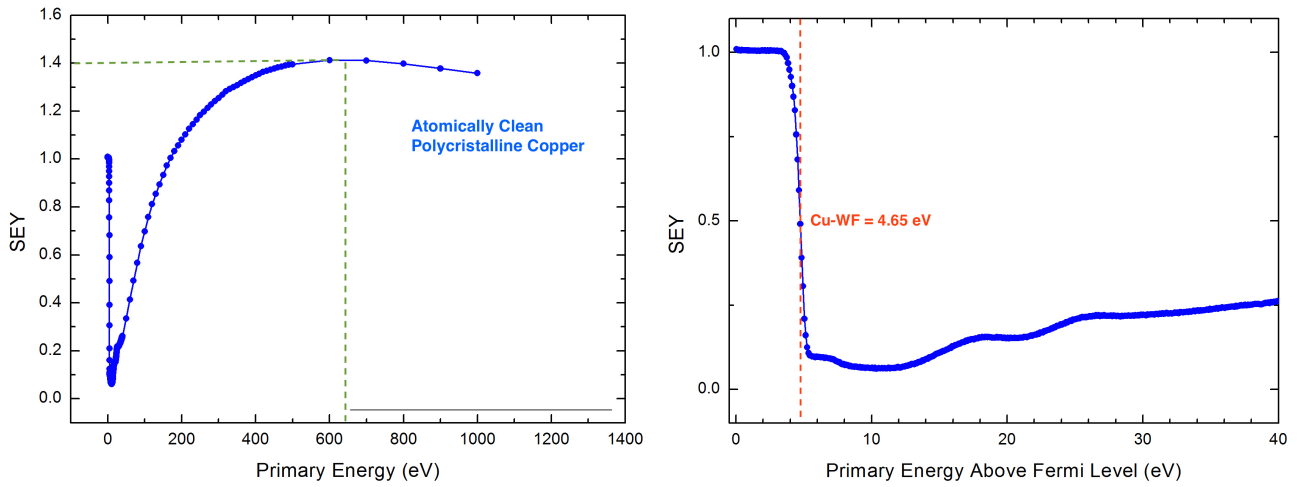 1.6
1.4
1.2
1.0
0.8
0.6
0.4
0.2
0.0
SEY
Atomically Clean
Polycristalline Copper
0 200 400 600 800 1000 1200 1400
Primary Energy (eV)
1.0
0.5
0.0
SEY
Cu-WF = 4.65 eV
0 10 20 30 40
Primary Energy Above Fermi Level (eV)